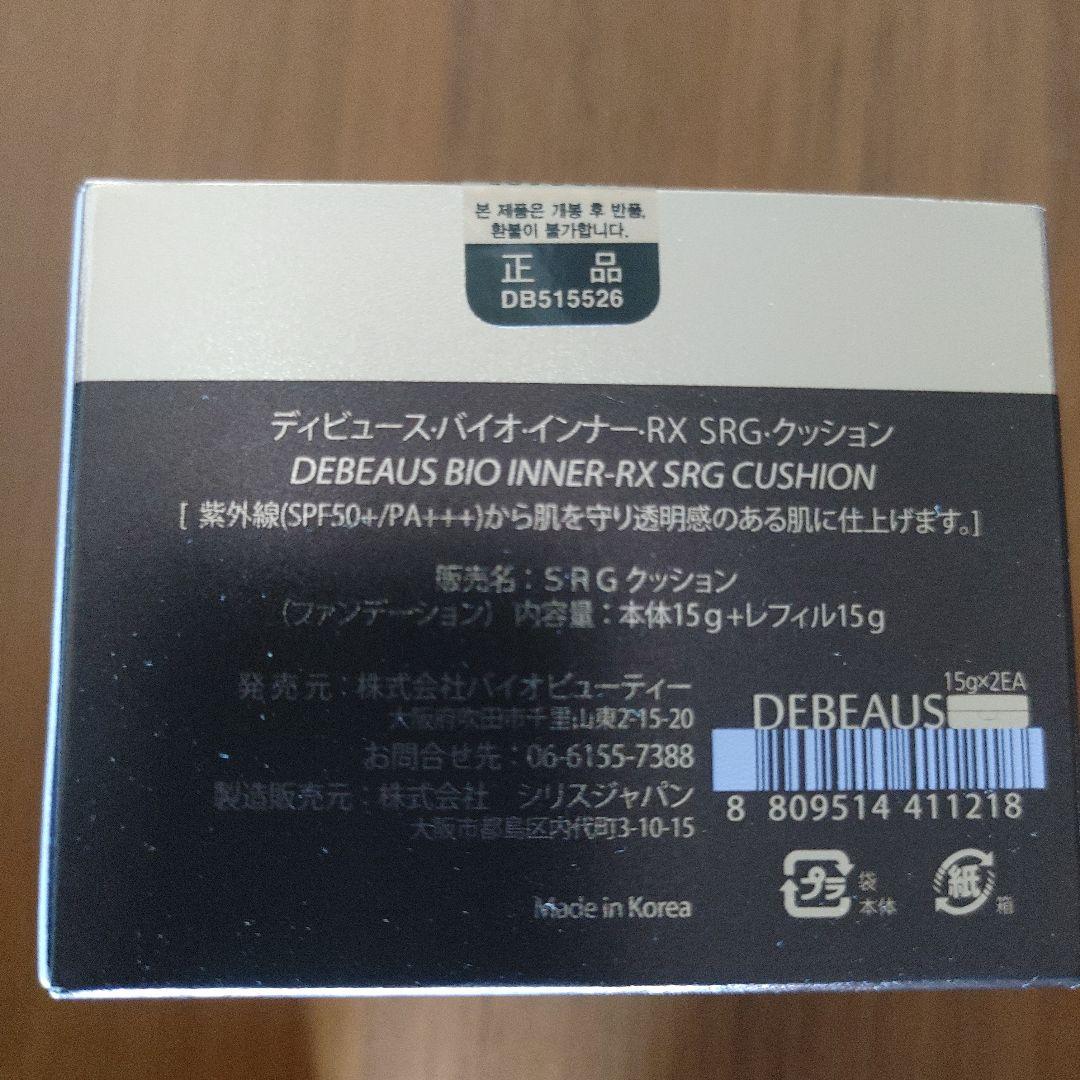 본 제품은 개봉 후 반품,
환불이 불가합니다.
正 品
DB515526
ディビュース·バイオ·インナー·RX SRG·クッション
DEBEAUS BIO INNER-RX SRG CUSHION
[ 紫外線(SPF50+/PA+++)から肌を守り透明感のある肌に仕上げます。]
販売名：ＳＲＧ クッション
（ファンデーション） 内容量：本体15g+レフィル15g
発 売 元：株式会社バイオビューティー
大阪府吹田市千里山東2-15-20
お問合せ先：06-6155-7388
製造販売元：株式会社 シリスジャパン
大阪市都島区内代町3-10-15
Made in Korea
15g×2EA
DEBEAUS
8 809514 411218
プラ 袋
本体
紙 箱